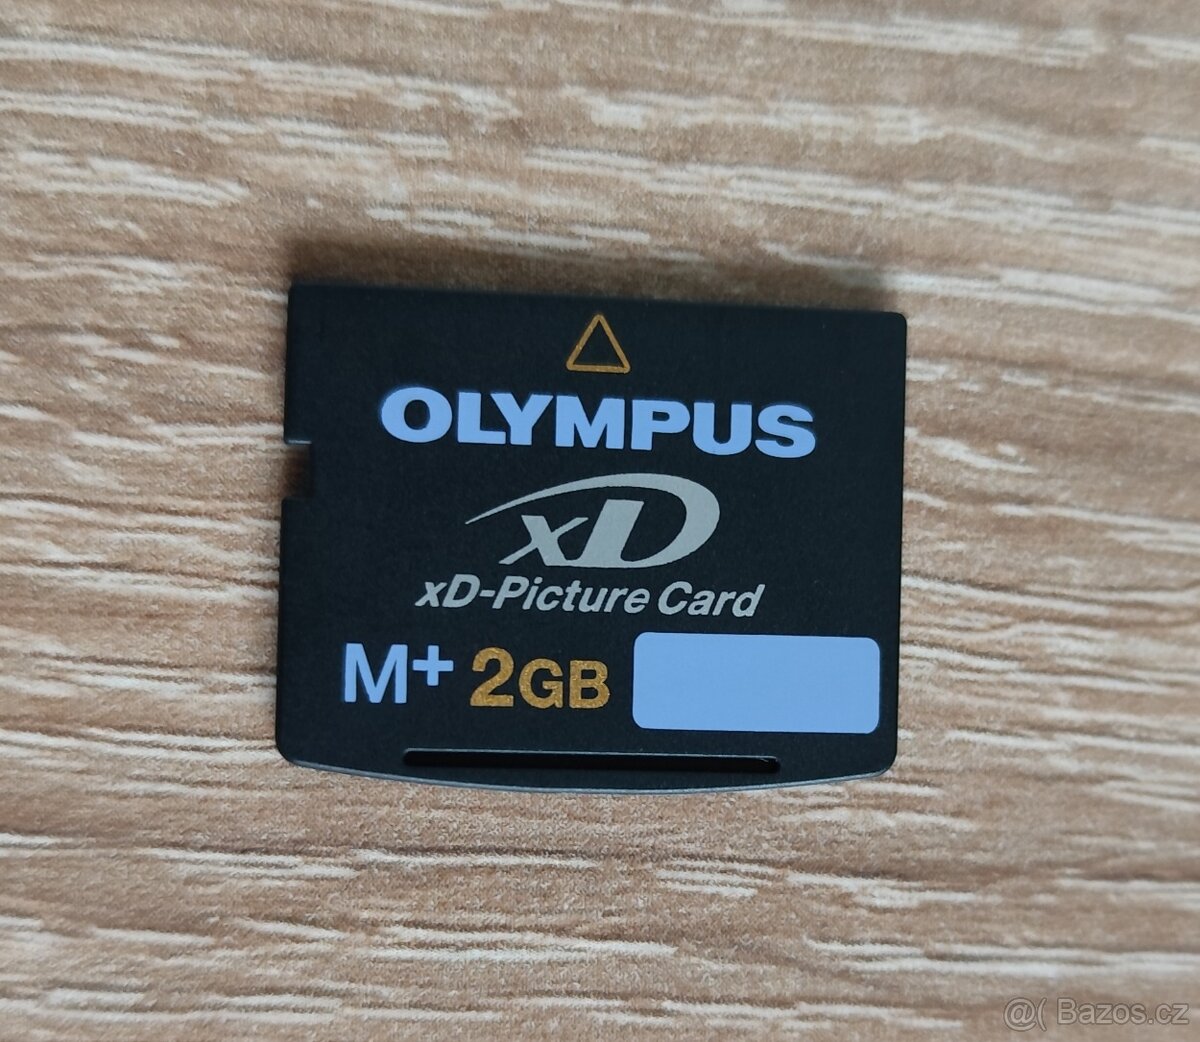 OLYMPUS
xD
xD-Picture Card
M+ 2GB
@( Bazos.cz